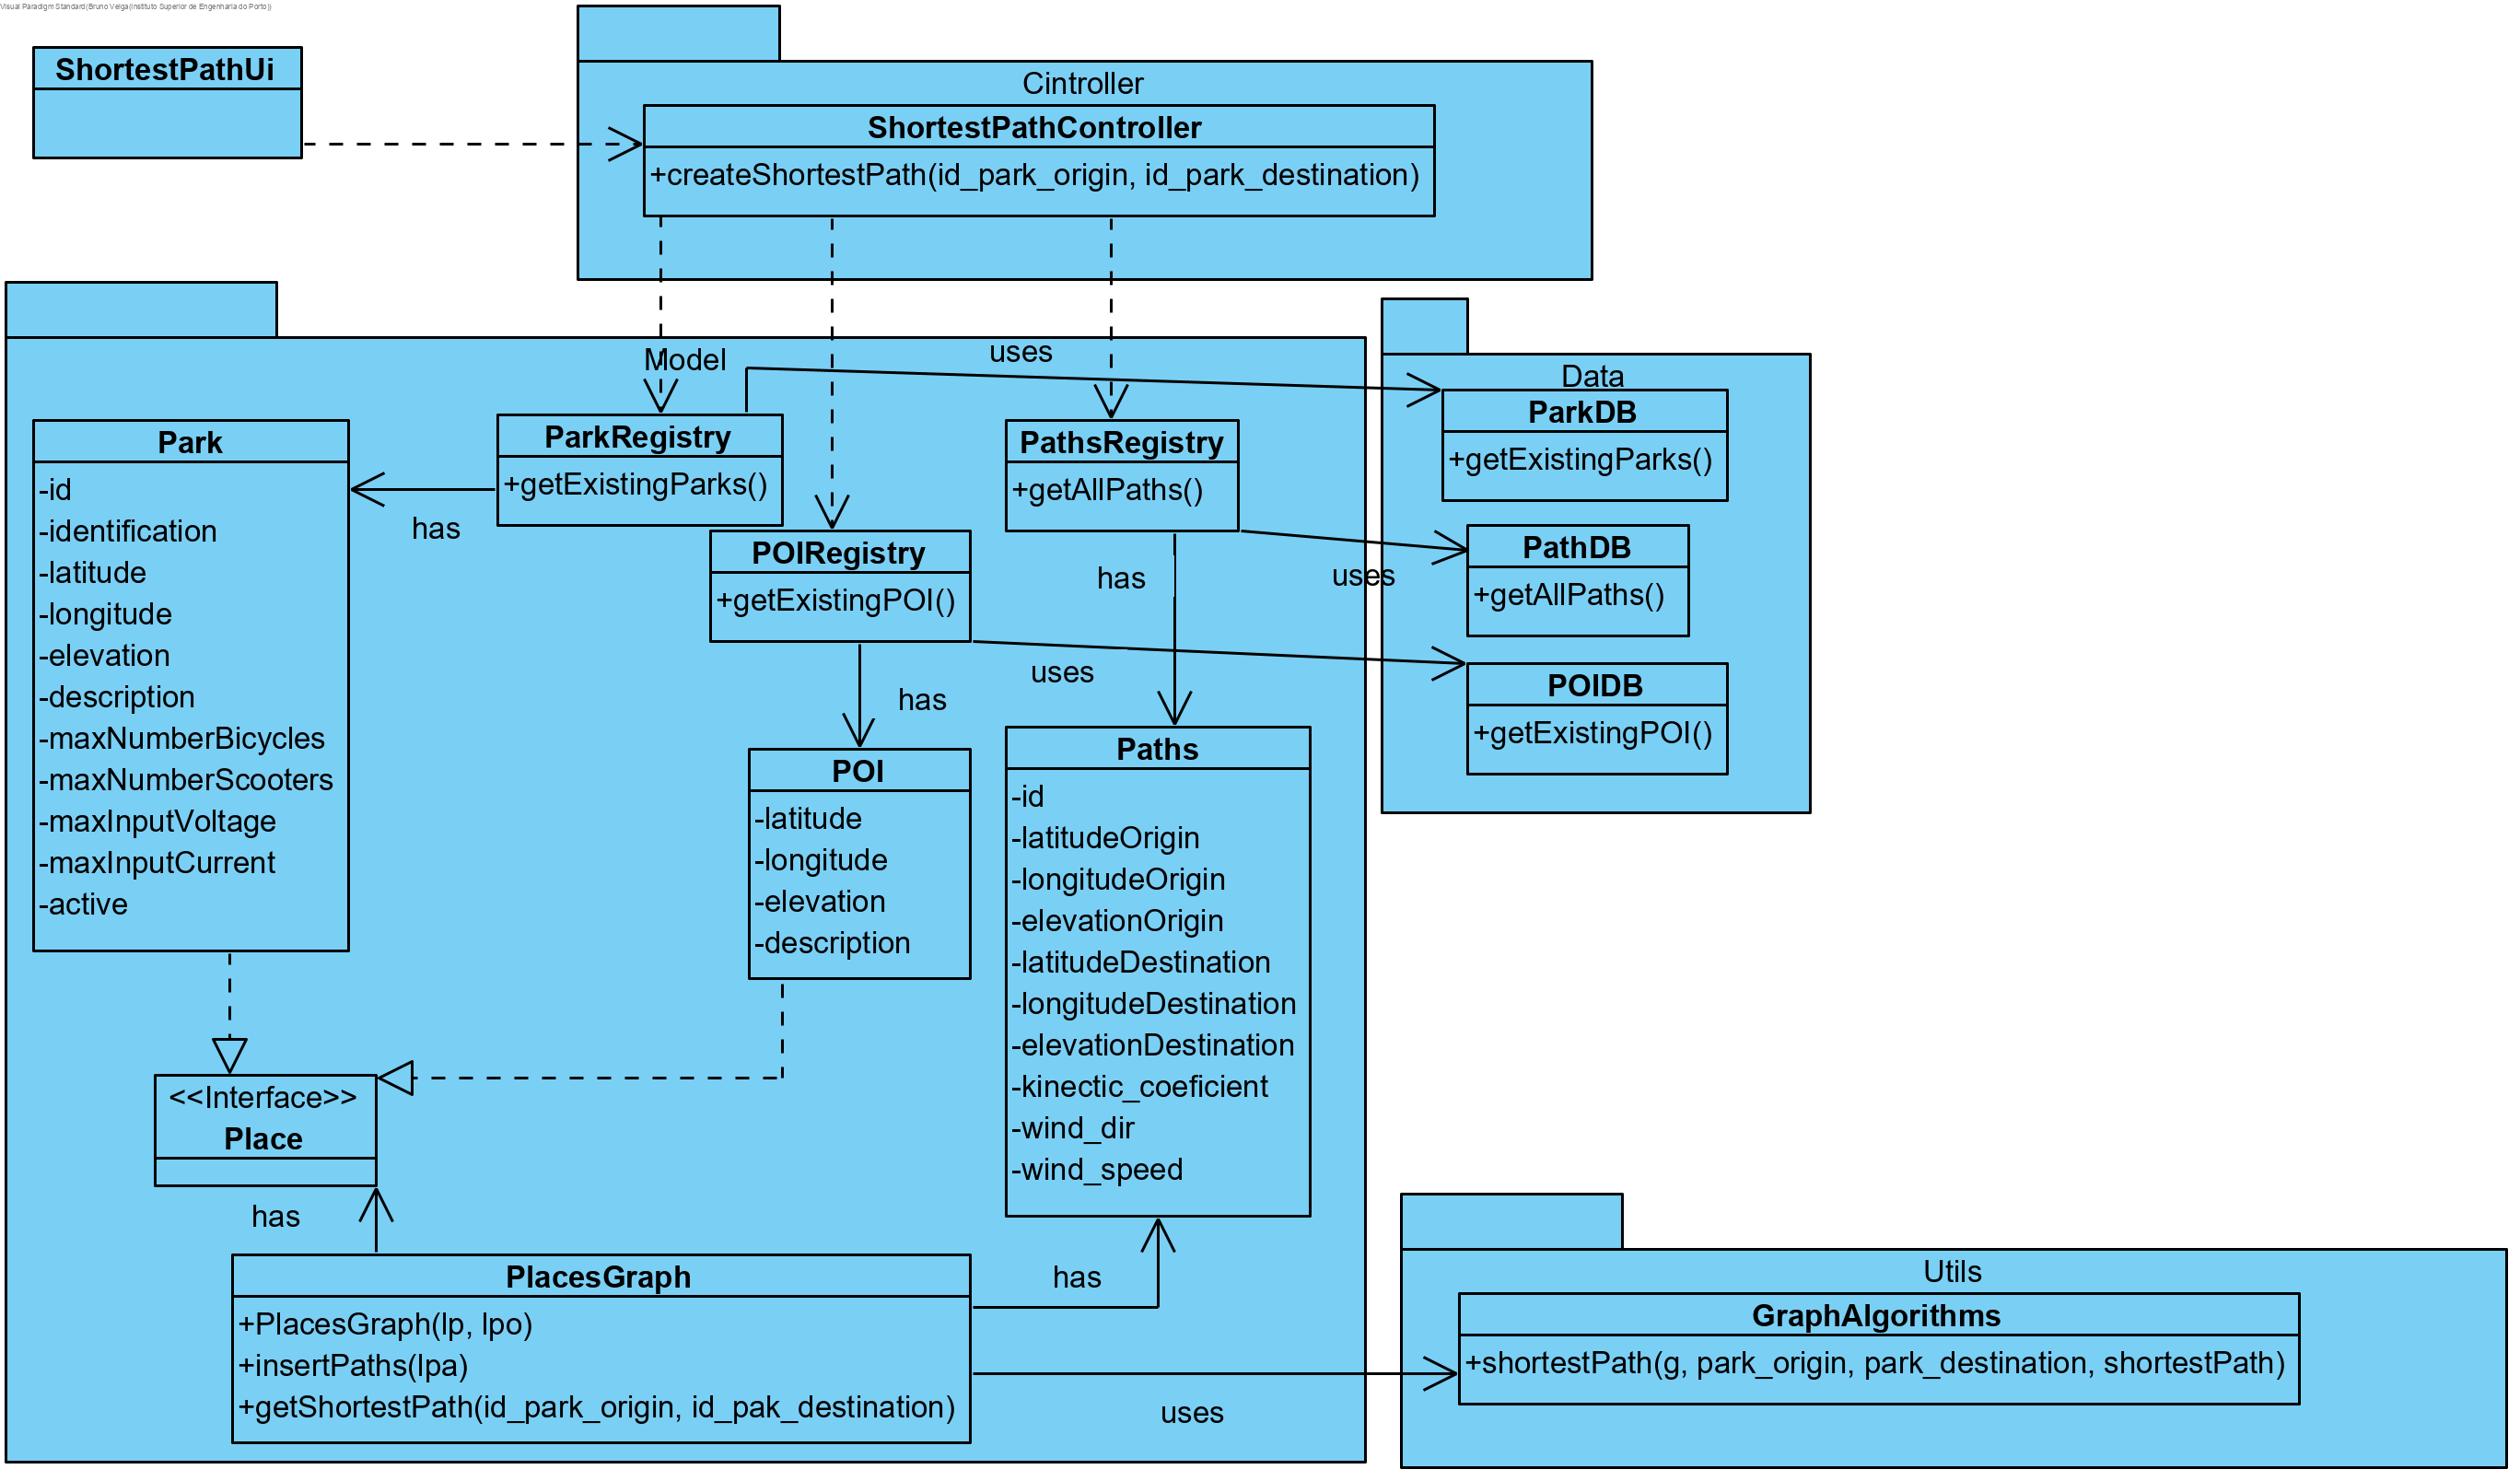 Visual Paradigm Standard(Bruno Veiga(Instituto Superior de Engenharia do Porto))
ShortestPathUi
Cintroller
ShortestPathController
+createShortestPath(id_park_origin, id_park_destination)
Model
uses
Park
-id
-identification
-latitude
-longitude
-elevation
-description
-maxNumberBicycles
-maxNumberScooters
-maxInputVoltage
-maxInputCurrent
-active
has
ParkRegistry
+getExistingParks()
POIRegistry
+getExistingPOI()
PathsRegistry
+getAllPaths()
has
uses
uses
has
Data
ParkDB
+getExistingParks()
PathDB
+getAllPaths()
POIDB
+getExistingPOI()
POI
-latitude
-longitude
-elevation
-description
Paths
-id
-latitudeOrigin
-longitudeOrigin
-elevationOrigin
-latitudeDestination
-longitudeDestination
-elevationDestination
-kinectic_coeficient
-wind_dir
-wind_speed
<<Interface>>
Place
has
PlacesGraph
+PlacesGraph(lp, lpo)
+insertPaths(lpa)
+getShortestPath(id_park_origin, id_pak_destination)
has
uses
Utils
GraphAlgorithms
+shortestPath(g, park_origin, park_destination, shortestPath)